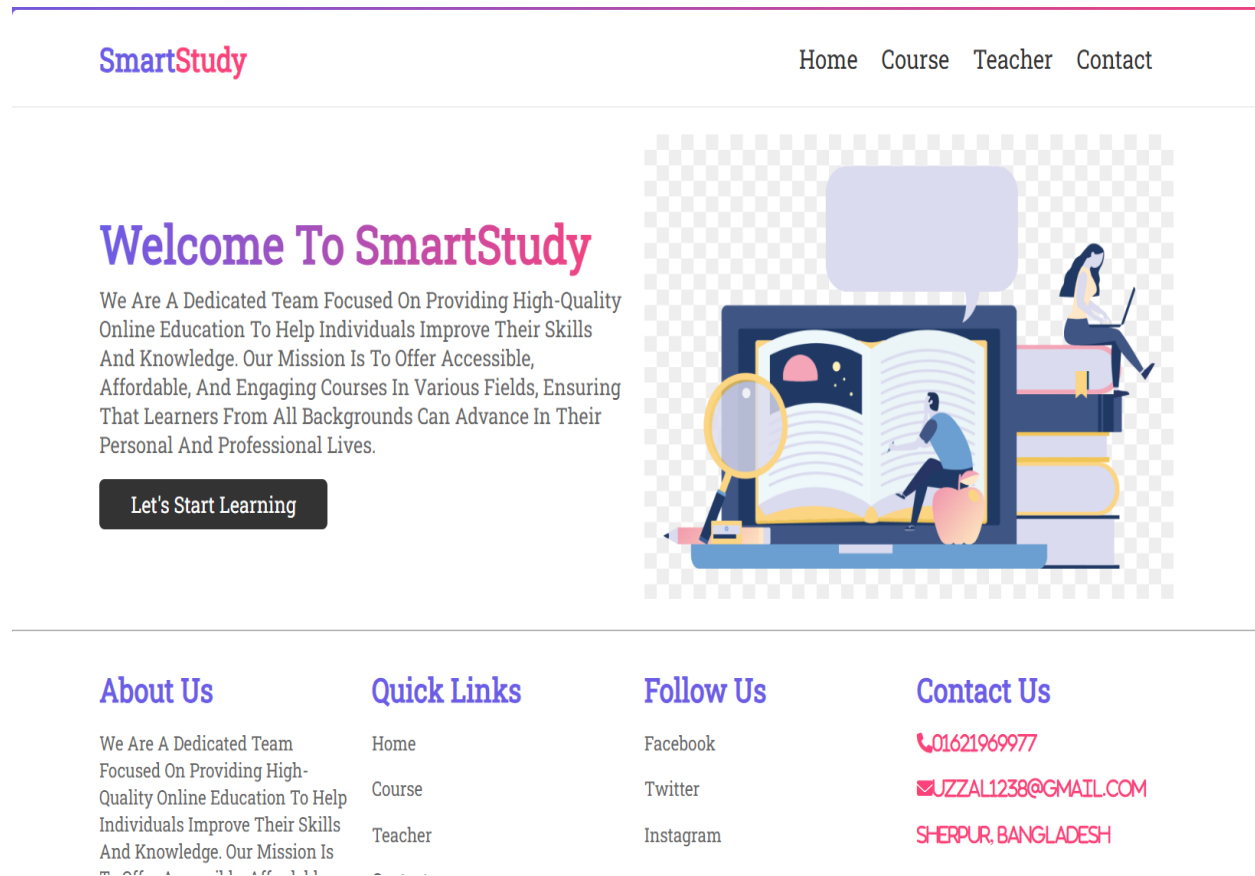 SmartStudy
Home Course Teacher Contact
Welcome To SmartStudy
We Are A Dedicated Team Focused On Providing High-Quality
Online Education To Help Individuals Improve Their Skills
And Knowledge. Our Mission Is To Offer Accessible,
Affordable, And Engaging Courses In Various Fields, Ensuring
That Learners From All Backgrounds Can Advance In Their
Personal And Professional Lives.
Let's Start Learning
About Us
We Are A Dedicated Team
Focused On Providing High-
Quality Online Education To Help
Individuals Improve Their Skills
And Knowledge. Our Mission Is
Quick Links
Home
Course
Teacher
Follow Us
Facebook
Twitter
Instagram
Contact Us
01621969977
UZZAL1238@GMAIL.COM
SHERPUR, BANGLADESH